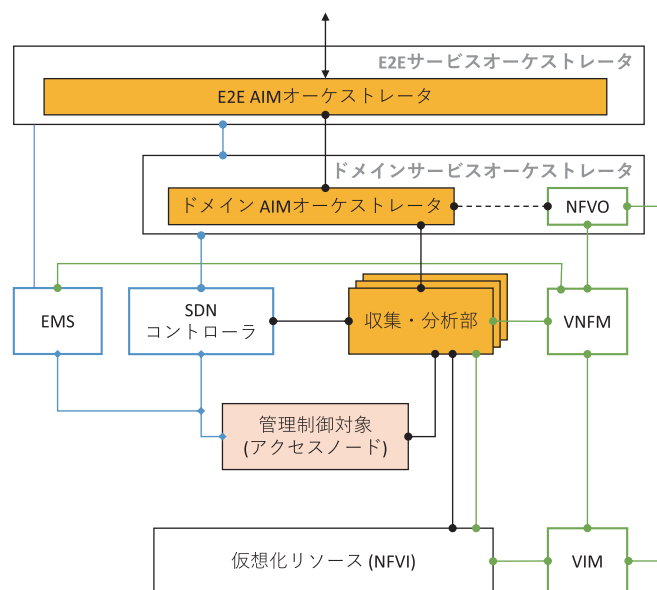 E2Eサービスオーケストレータ
E2E AIMオーケストレータ
ドメインサービスオーケストレータ
ドメイン AIMオーケストレータ
NFVO
EMS
SDN
コントローラ
収集・分析部
VNFM
管理制御対象
(アクセスノード)
仮想化リソース (NFVI)
VIM